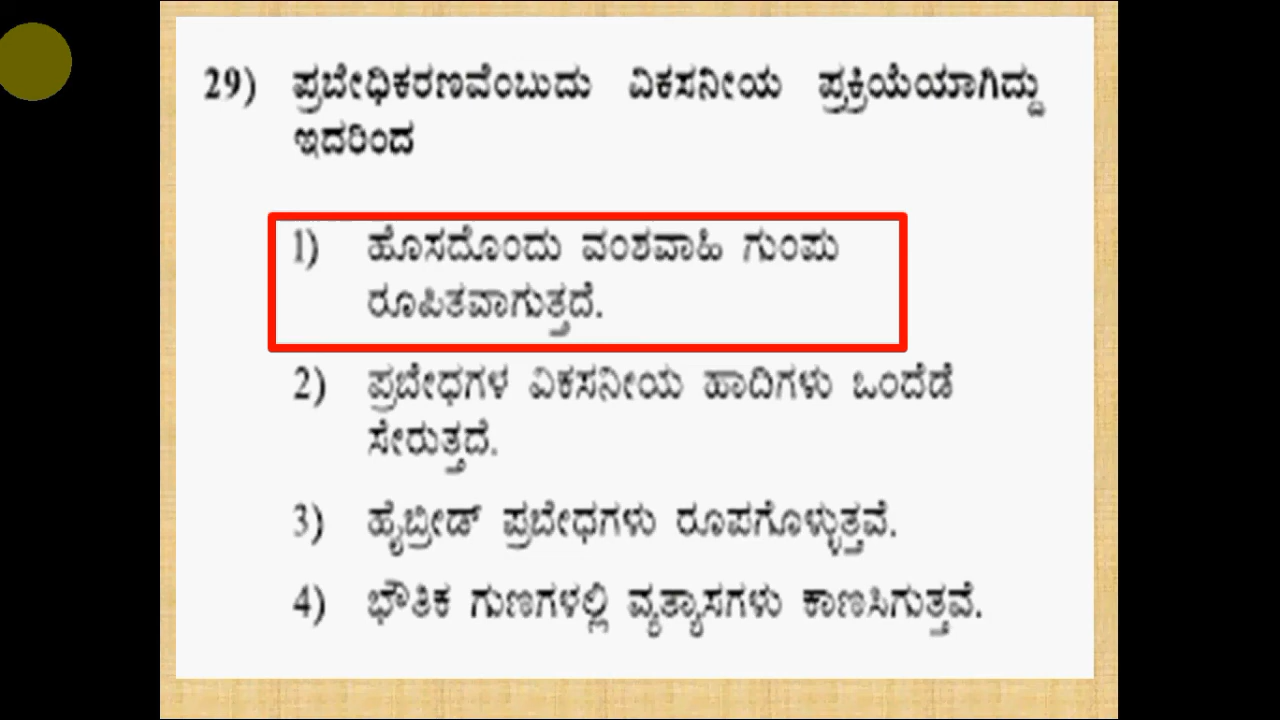 29) ಪ್ರಬೇಧಿಕರಣವೆಂಬುದು ವಿಕಸನೀಯ ಪ್ರಕ್ರಿಯೆಯಾಗಿದ್ದು
ಇದರಿಂದ
1) ಹೊಸದೊಂದು ವಂಶವಾಹಿ ಗುಂಪು
ರೂಪಿತವಾಗುತ್ತದೆ.
2) ಪ್ರಬೇಧಗಳ ವಿಕಸನೀಯ ಹಾದಿಗಳು ಒಂದೆಡೆ
ಸೇರುತ್ತದೆ.
3) ಹೈಬ್ರೀಡ್ ಪ್ರಬೇಧಗಳು ರೂಪಗೊಳ್ಳುತ್ತವೆ.
4) ಭೌತಿಕ ಗುಣಗಳಲ್ಲಿ ವ್ಯತ್ಯಾಸಗಳು ಕಾಣಸಿಗುತ್ತವೆ.